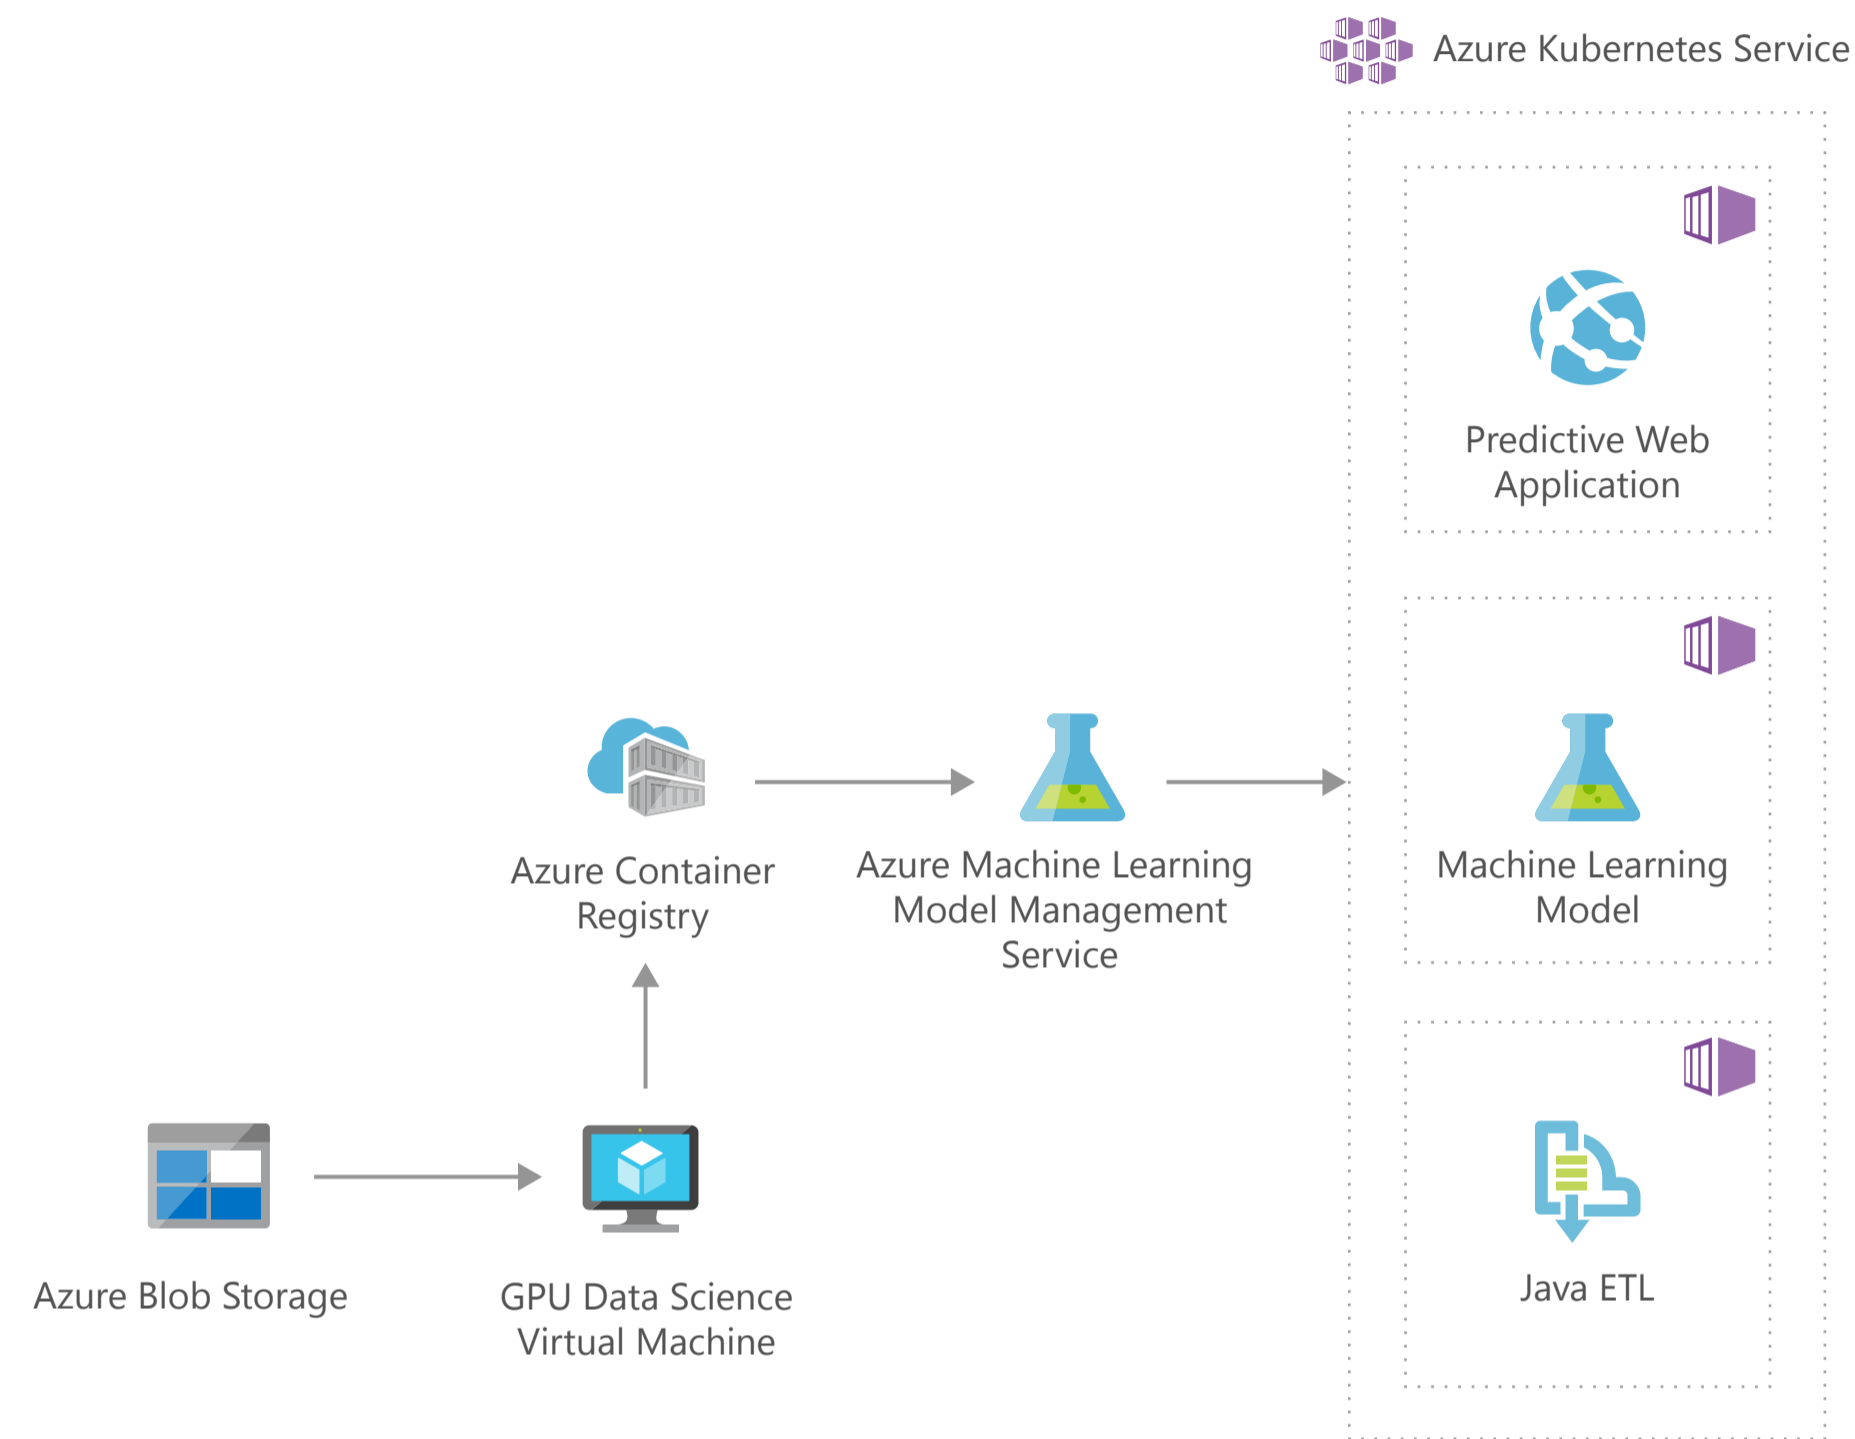 Azure Kubernetes Service
Predictive Web
Application
Azure Container
Registry
Azure Machine Learning
Model Management
Service
Machine Learning
Model
Azure Blob Storage
GPU Data Science
Virtual Machine
Java ETL